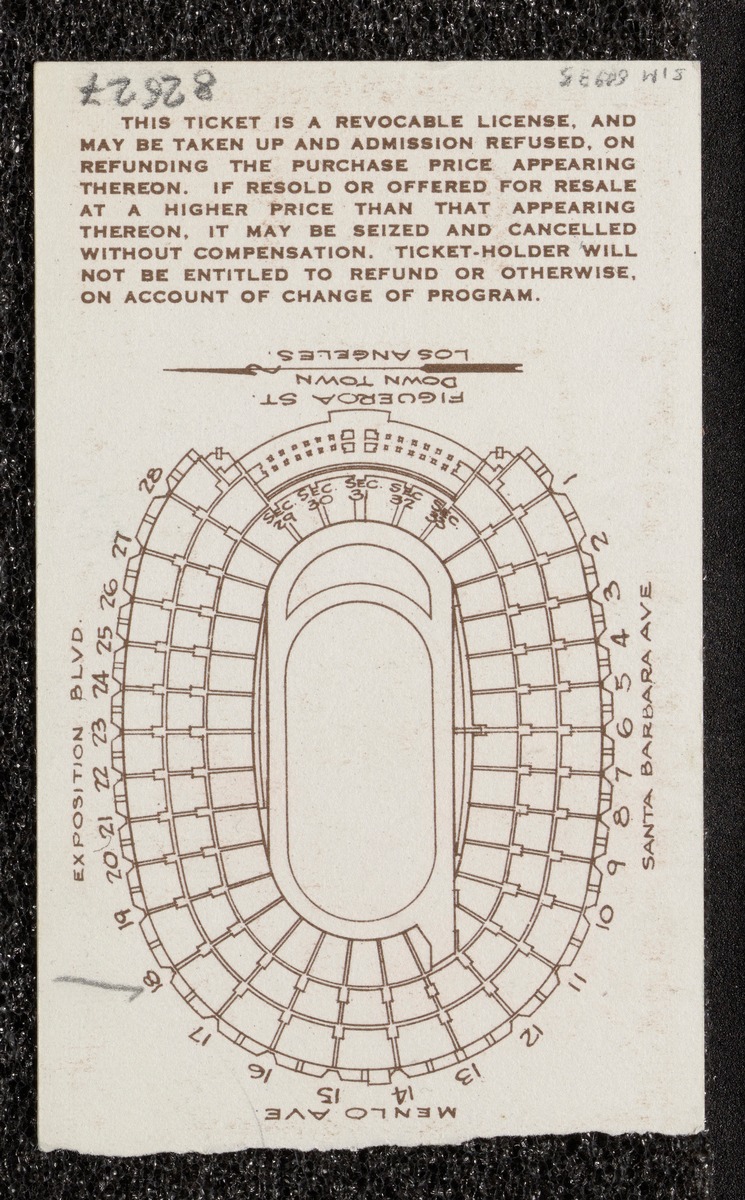 82627
THIS TICKET IS A REVOCABLE LICENSE, AND
MAY BE TAKEN UP AND ADMISSION REFUSED, ON
REFUNDING THE PURCHASE PRICE APPEARING
THEREON. IF RESOLD OR OFFERED FOR RESALE
AT A HIGHER PRICE THAN THAT APPEARING
THEREON, IT MAY BE SEIZED AND CANCELLED
WITHOUT COMPENSATION. TICKET-HOLDER WILL
NOT BE ENTITLED TO REFUND OR OTHERWISE,
ON ACCOUNT OF CHANGE OF PROGRAM.
FIGUEROA ST.
DOWN TOWN
LOS ANGELES.
SEC 29
SEC 30
SEC. 31
SEC 32
SEC 33
SEC
1
2
3
4
5
6
7
8
9
10
11
12
13
14
15
16
17
18
19
20
21
22
23
24
25
26
27
28
EXPOSITION BLVD.
SANTA BARBARA AVE
MENLO AVE.